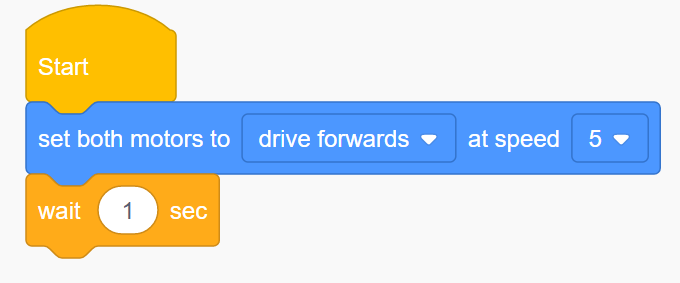 Start
set both motors to drive forwards at speed 5
wait 1 sec